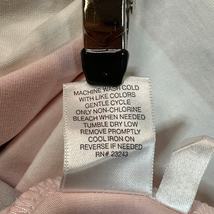 MACHINE WASH COLD
WITH LIKE COLORS
GENTLE CYCLE
ONLY NON-CHLORINE
BLEACH WHEN NEEDED
TUMBLE DRY LOW
REMOVE PROMPTLY
COOL IRON ON
REVERSE IF NEEDED
RN# 23243